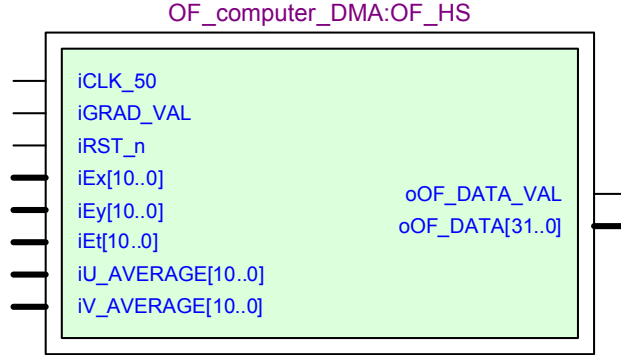 OF_computer_DMA:OF_HS
iCLK_50
iGRAD_VAL
iRST_n
iEx[10..0]
iEy[10..0]
iEt[10..0]
iU_AVERAGE[10..0]
iV_AVERAGE[10..0]
oOF_DATA_VAL
oOF_DATA[31..0]